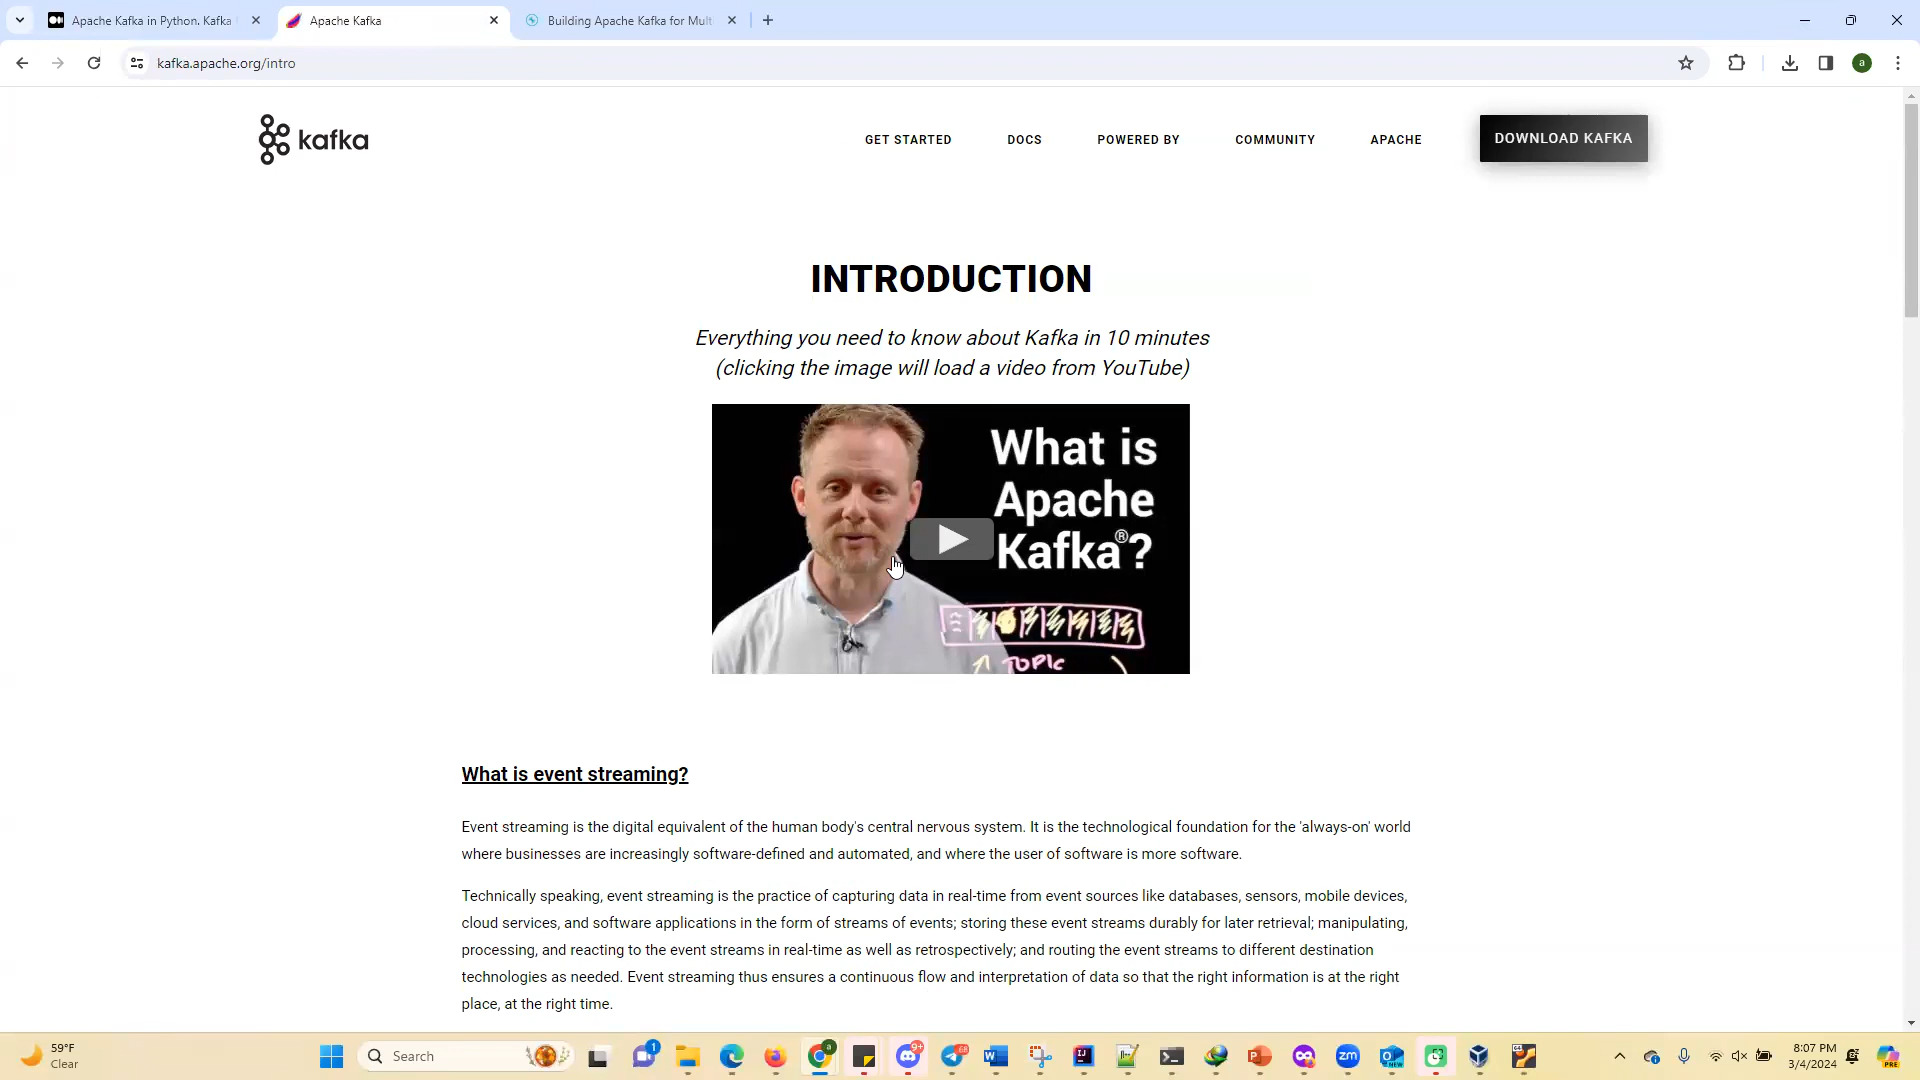 Apache Kafka in Python. Kafka
Apache Kafka
Building Apache Kafka for Mult
kafka.apache.org/intro
a
kafka
GET STARTED
DOCS
POWERED BY
COMMUNITY
APACHE
DOWNLOAD KAFKA
INTRODUCTION
Everything you need to know about Kafka in 10 minutes
(clicking the image will load a video from YouTube)
What is
Apache
Kafka®?
TOPIC
What is event streaming?
Event streaming is the digital equivalent of the human body's central nervous system. It is the technological foundation for the 'always-on' world
where businesses are increasingly software-defined and automated, and where the user of software is more software.
Technically speaking, event streaming is the practice of capturing data in real-time from event sources like databases, sensors, mobile devices,
cloud services, and software applications in the form of streams of events; storing these event streams durably for later retrieval; manipulating,
processing, and reacting to the event streams in real-time as well as retrospectively; and routing the event streams to different destination
technologies as needed. Event streaming thus ensures a continuous flow and interpretation of data so that the right information is at the right
place, at the right time.
59°F
Clear
Search
1
a
9+
68
zm
NEW
8:07 PM
3/4/2024
PRE